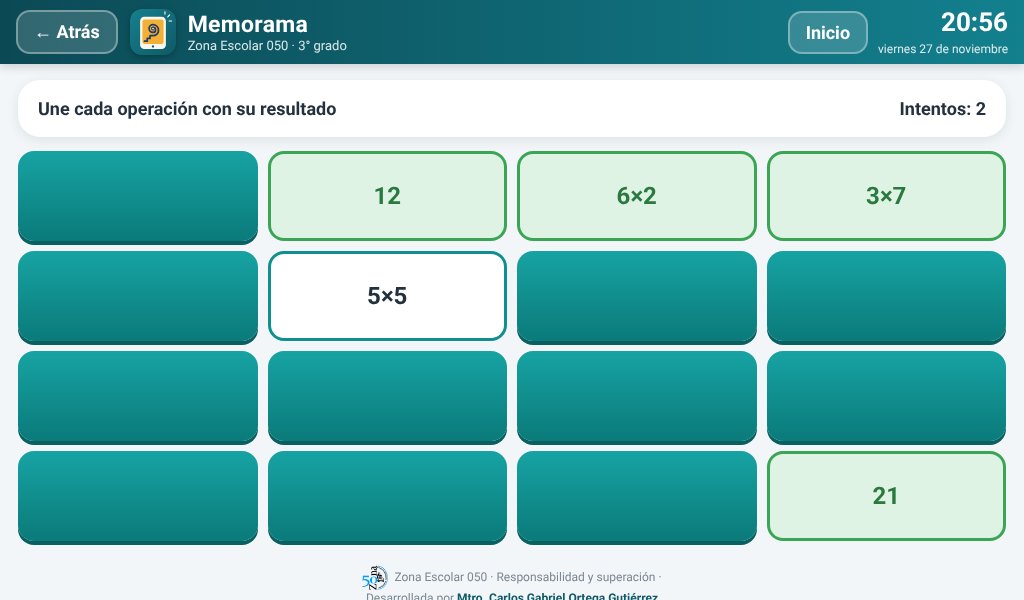 ← Atrás
Memorama
Zona Escolar 050 · 3° grado
Inicio
20:56
viernes 27 de noviembre
Une cada operación con su resultado
Intentos: 2
12
6×2
3×7
5×5
21
Zona Escolar 050 · Responsabilidad y superación ·
Desarrollada por Mtro. Carlos Gabriel Ortega Gutiérrez